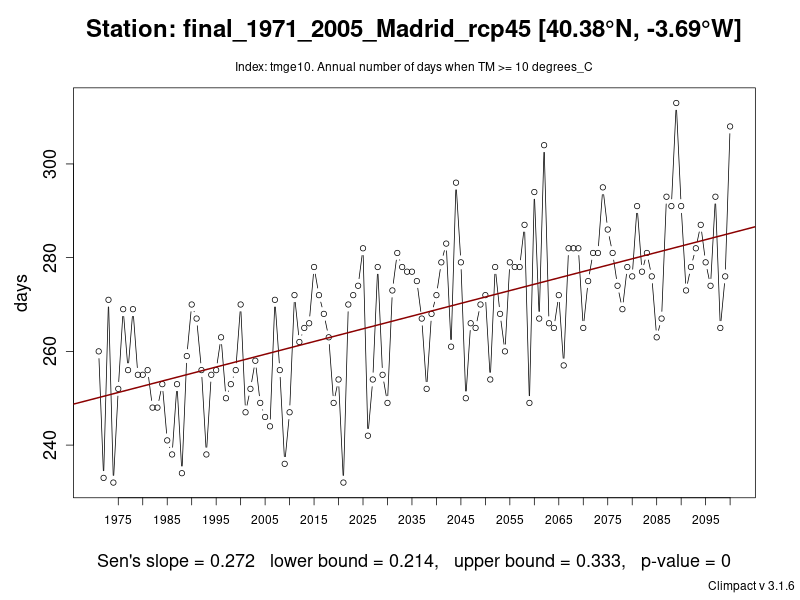 Station: final_1971_2005_Madrid_rcp45 [40.38°N, -3.69°W]
Index: tmge10. Annual number of days when TM >= 10 degrees_C
days
300
280
260
240
1975 1985 1995 2005 2015 2025 2035 2045 2055 2065 2075 2085 2095
Sen's slope = 0.272 lower bound = 0.214, upper bound = 0.333, p-value = 0
Climpact v 3.1.6